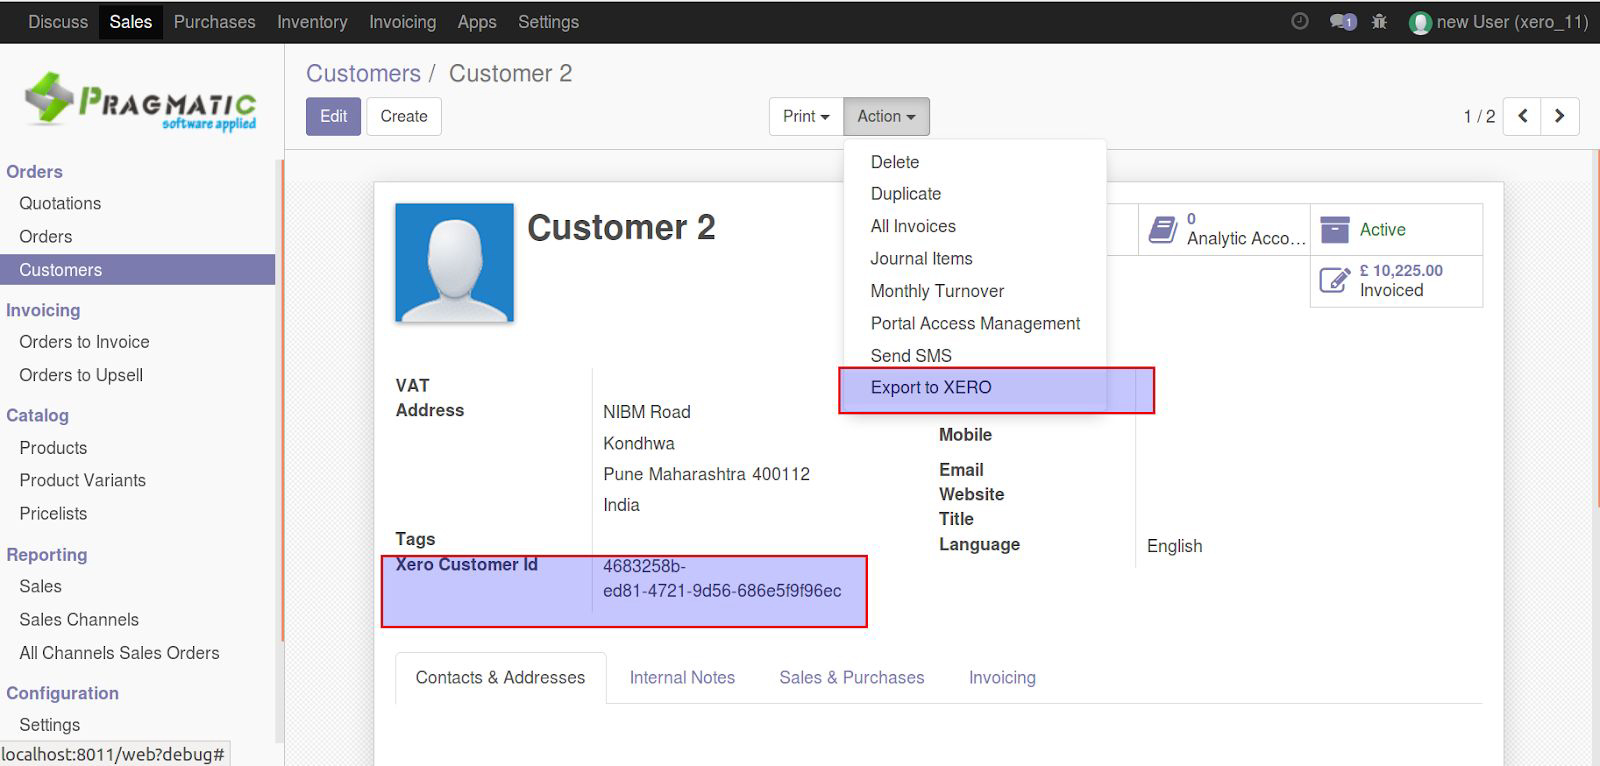 Discuss Sales Purchases Inventory Invoicing Apps Settings 1 new User (xero_11)
PRAGMATIC
software applied
Customers / Customer 2
Edit Create Print Action 1 / 2
Orders
Quotations
Orders
Customers
Invoicing
Orders to Invoice
Orders to Upsell
Catalog
Products
Product Variants
Pricelists
Reporting
Sales
Sales Channels
All Channels Sales Orders
Configuration
Settings
localhost:8011/web?debug#
Delete
Duplicate
All Invoices
Journal Items
Monthly Turnover
Portal Access Management
Send SMS
Export to XERO
Customer 2
0
Analytic Acco...
Active
£ 10,225.00
Invoiced
VAT
Address
NIBM Road
Kondhwa
Pune Maharashtra 400112
India
Tags
Xero Customer Id
4683258b-
ed81-4721-9d56-686e5f9f96ec
Mobile
Email
Website
Title
Language English
Contacts & Addresses Internal Notes Sales & Purchases Invoicing